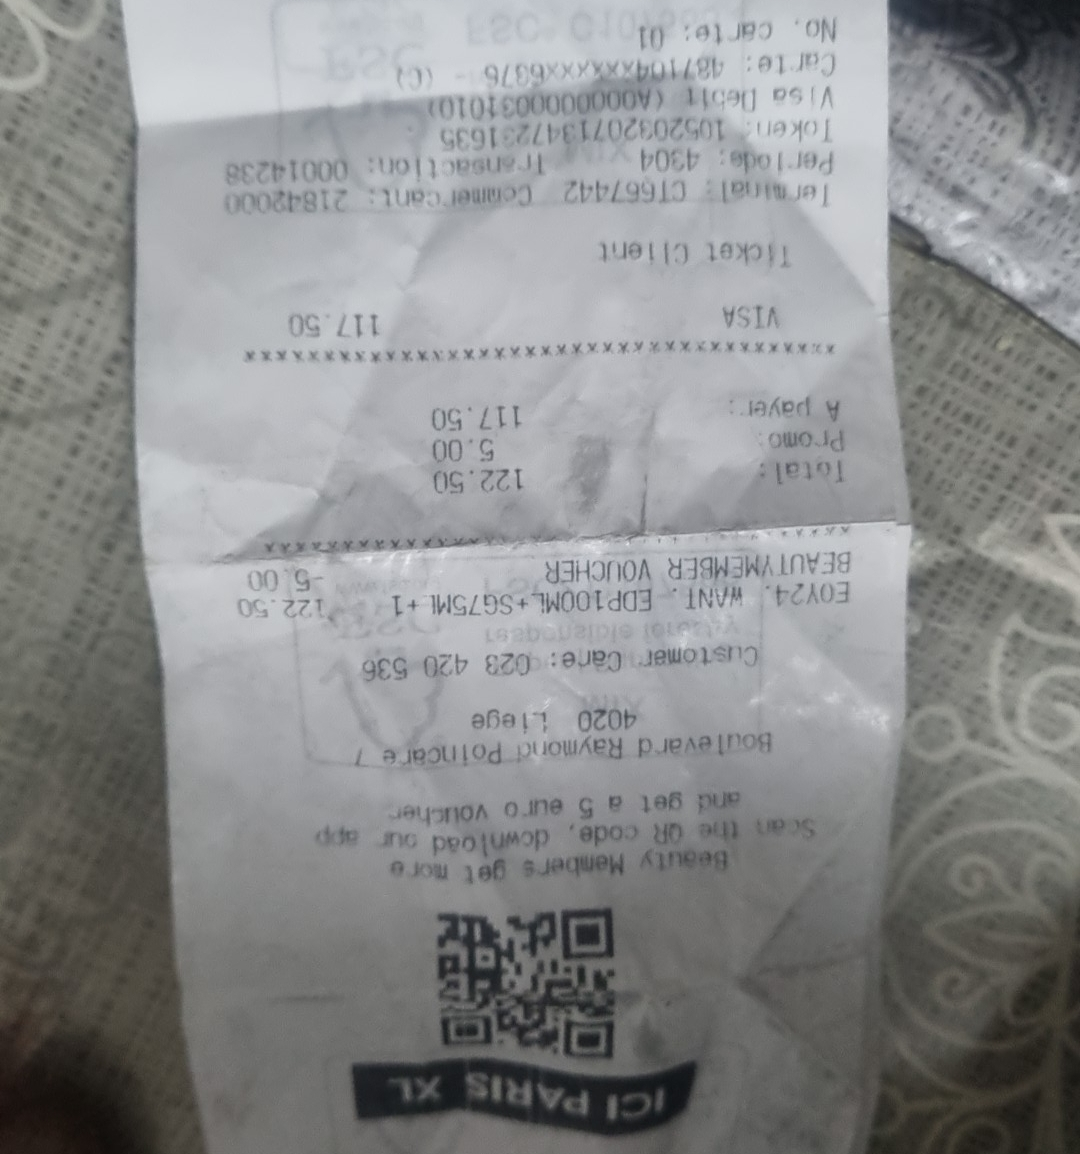 ICI PARIS XL
Beauty Members get more
Scan the QR code, download our app
and get a 5 euro voucher
Boulevard Raymond Poincare 7
4020 Liege
Customer Care: 023 420 536
EOY24. WANT. EDP100ML+SG75ML+1 122.50
BEAUTYMEMBER VOUCHER -5.00
Total: 122.50
Promo: 5.00
A payer: 117.50
VISA 117.50
Ticket Client
Terminal: CT667442 Commercant: 21842000
Periode: 4304 Transaction: 00014238
Token: 1052032071347231635
Visa Debit (A0000000031010)
Carte: 487104xxxxxx6376 - (C)
No. carte: 01